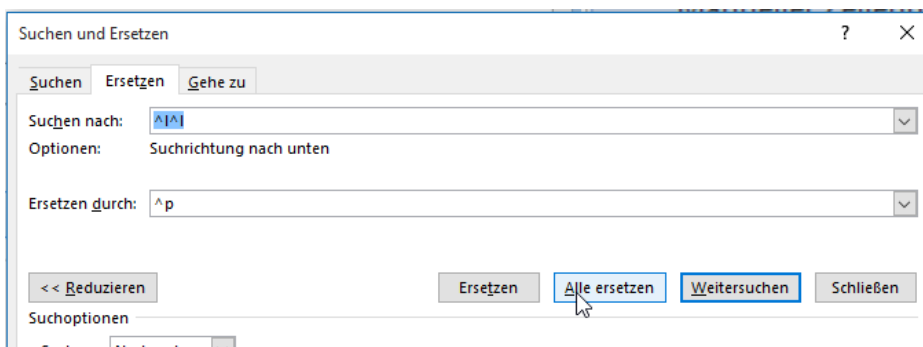 Suchen und Ersetzen ? ×
Suchen Ersetzen Gehe zu
Suchen nach: ^l^l
Optionen: Suchrichtung nach unten
Ersetzen durch: ^p
<< Reduzieren Ersetzen Alle ersetzen Weitersuchen Schließen
Suchoptionen